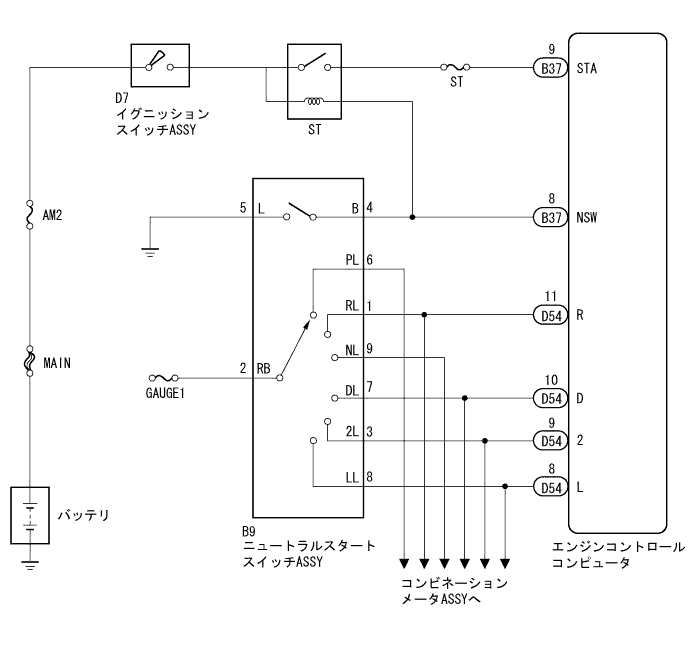 9
B37
STA
ST
D7
イグニッション
スイッチASSY
ST
8
B37
NSW
AM2
5
L
B
4
PL
6
11
D54
R
RL
1
NL
9
MAIN
2
RB
GAUGE1
10
D54
D
DL
7
9
D54
2
2L
3
8
D54
L
LL
8
バッテリ
B9
ニュートラルスタート
スイッチASSY
エンジンコントロール
コンピュータ
コンビネーション
メータASSYへ